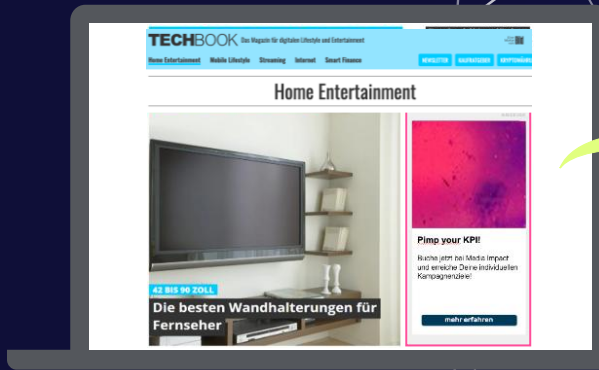 TECHBOOK Das Magazin für digitalen Lifestyle und Entertainment
Home Entertainment Mobile Lifestyle Streaming Internet Smart Finance
NEWSLETTER KAUFRATGEBER
Home Entertainment
42 BIS 90 ZOLL
Die besten Wandhalterungen für
Fernseher
Pimp your KPI!
Buche jetzt bei Media Impact
und erreiche Deine individuellen
Kampagnenziele!
mehr erfahren